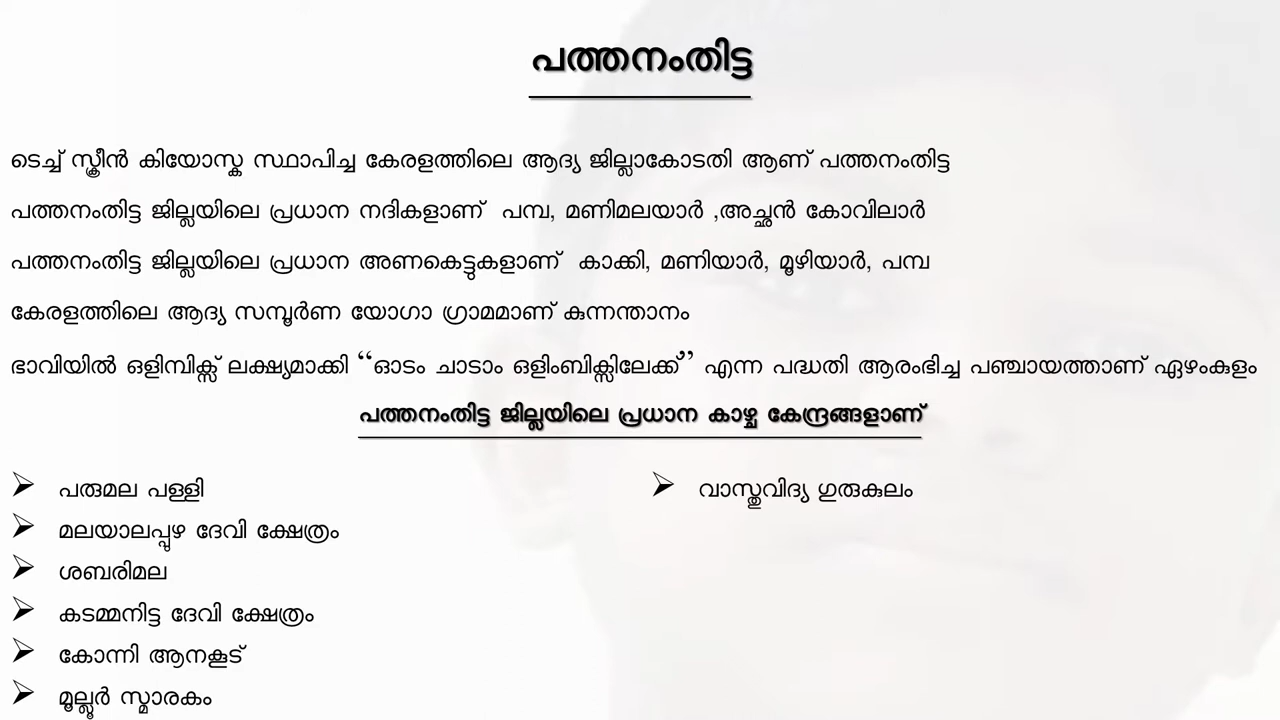 പത്തനംതിട്ട
ടെച്ച് സ്ക്രീൻ കിയോസ്ക സ്ഥാപിച്ച കേരളത്തിലെ ആദ്യ ജില്ലാകോടതി ആണ് പത്തനംതിട്ട
പത്തനംതിട്ട ജില്ലയിലെ പ്രധാന നദികളാണ് പമ്പ, മണിമലയാർ ,അച്ഛൻ കോവിലാർ
പത്തനംതിട്ട ജില്ലയിലെ പ്രധാന അണകെട്ടുകളാണ് കാക്കി, മണിയാർ, മൂഴിയാർ, പമ്പ
കേരളത്തിലെ ആദ്യ സമ്പൂർണ യോഗാ ഗ്രാമമാണ് കുന്നന്താനം
ഭാവിയിൽ ഒളിമ്പിക്സ് ലക്ഷ്യമാക്കി “ഓടം ചാടാം ഒളിംബിക്സിലേക്ക്” എന്ന പദ്ധതി ആരംഭിച്ച പഞ്ചായത്താണ് ഏഴംകുളം
പത്തനംതിട്ട ജില്ലയിലെ പ്രധാന കാഴ്ച കേന്ദ്രങ്ങളാണ്
➢ പരുമല പള്ളി
➢ മലയാലപ്പുഴ ദേവി ക്ഷേത്രം
➢ ശബരിമല
➢ കടമ്മനിട്ട ദേവി ക്ഷേത്രം
➢ കോന്നി ആനകൂട്
➢ മൂല്ലൂർ സ്മാരകം
➢ വാസ്തുവിദ്യ ഗുരുകുലം